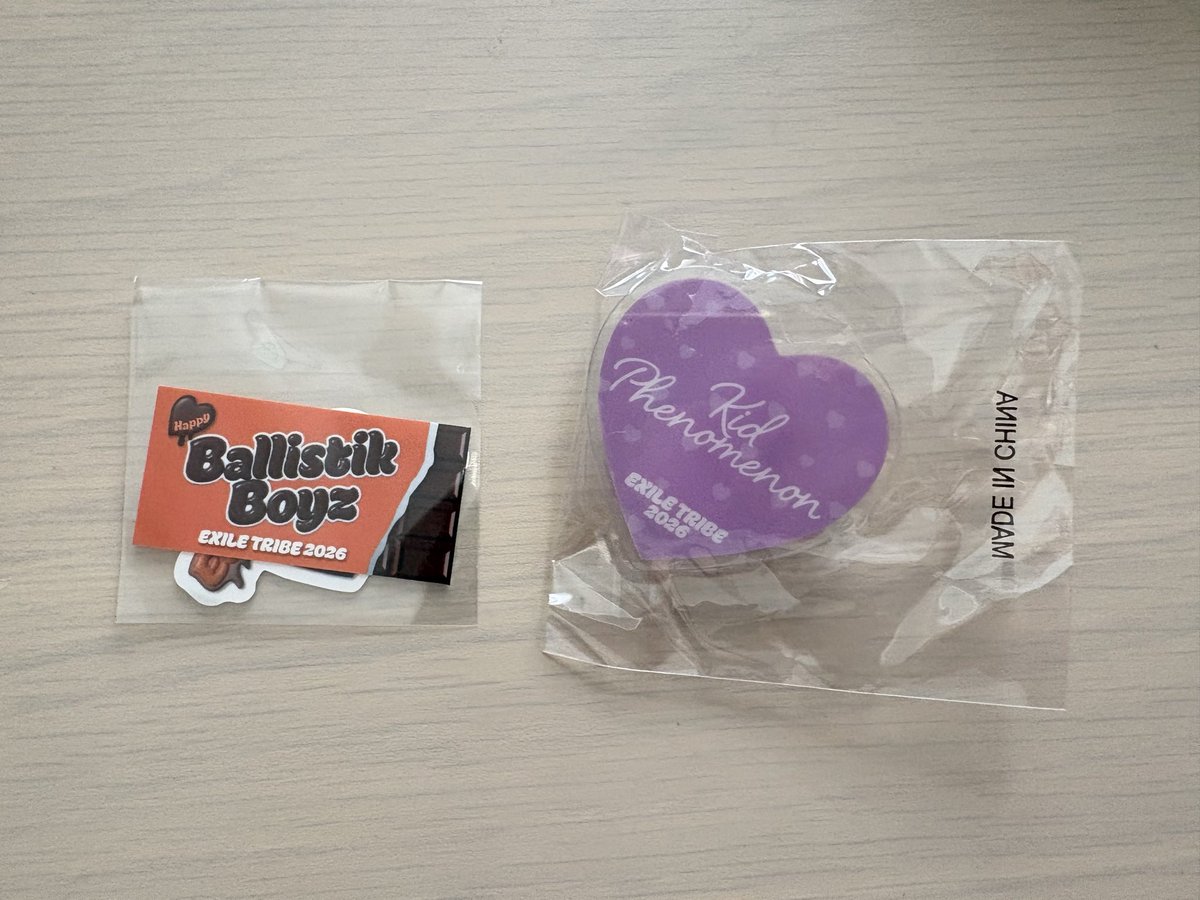 Happy
Ballistik
Boyz
EXILE TRIBE 2026
Kid
Phenomenon
EXILE TRIBE
2026
MADE IN CHINA